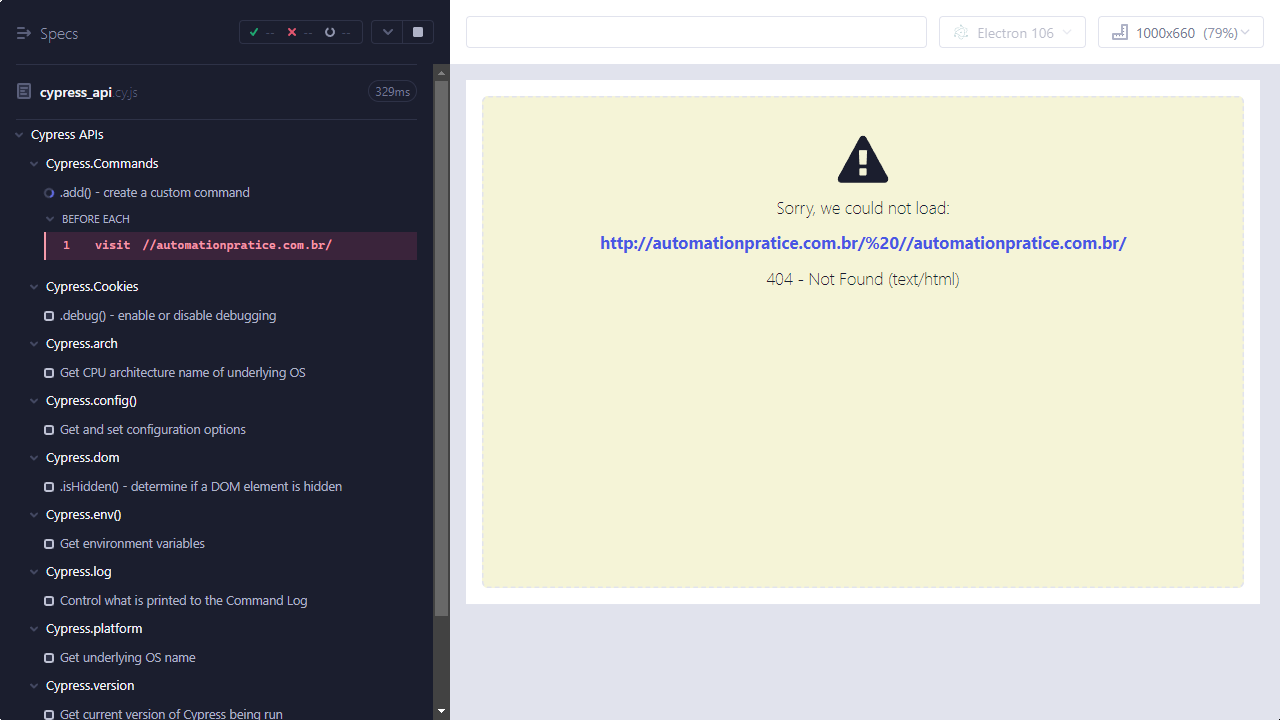 Specs
--
--
--
Electron 106
1000x660 (79%)
cypress_api.cy.js
329ms
Cypress APIs
Cypress.Commands
.add() - create a custom command
BEFORE EACH
1 visit //automationpratice.com.br/
Cypress.Cookies
.debug() - enable or disable debugging
Cypress.arch
Get CPU architecture name of underlying OS
Cypress.config()
Get and set configuration options
Cypress.dom
.isHidden() - determine if a DOM element is hidden
Cypress.env()
Get environment variables
Cypress.log
Control what is printed to the Command Log
Cypress.platform
Get underlying OS name
Cypress.version
Get current version of Cypress being run
Sorry, we could not load:
http://automationpratice.com.br/%20//automationpratice.com.br/
404 - Not Found (text/html)